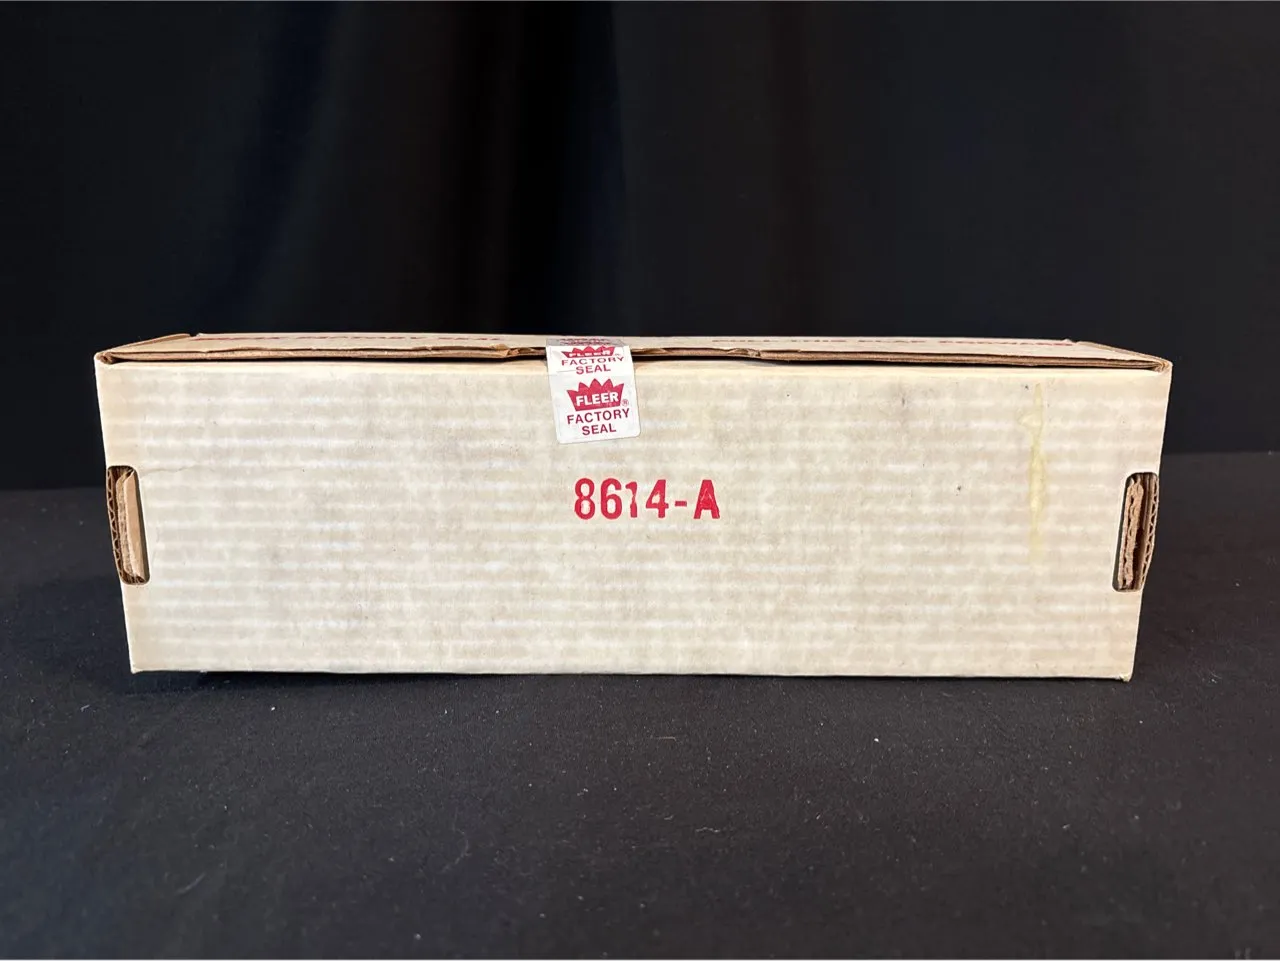 FLEER
FACTORY
SEAL
FLEER®
FACTORY
SEAL
8614-A